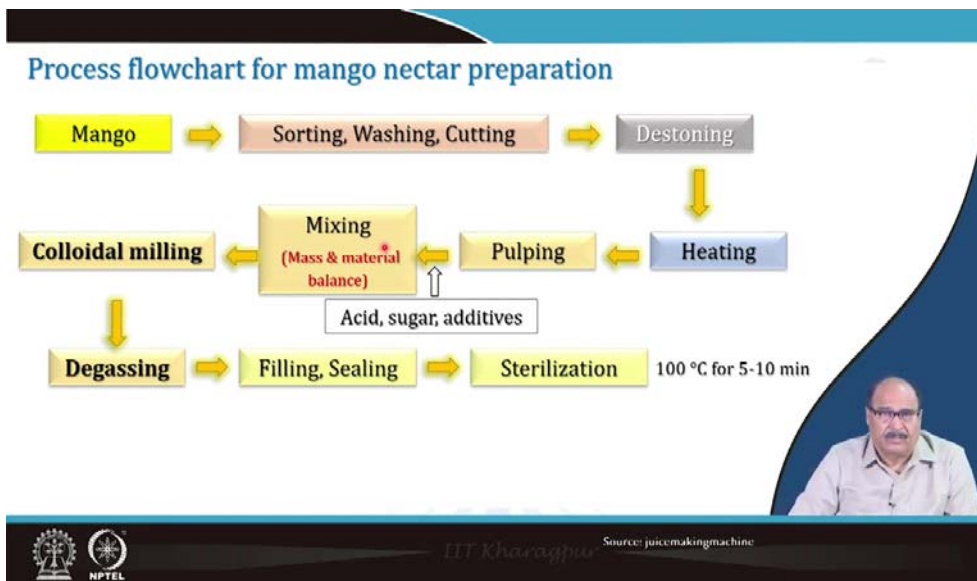 Process flowchart for mango nectar preparation
Mango
Sorting, Washing, Cutting
Destoning
Heating
Pulping
Acid, sugar, additives
Mixing
(Mass & material
balance)
Colloidal milling
Degassing
Filling, Sealing
Sterilization
100 °C for 5-10 min
NPTEL
IIT Kharagpur
Source: juicemakingmachine